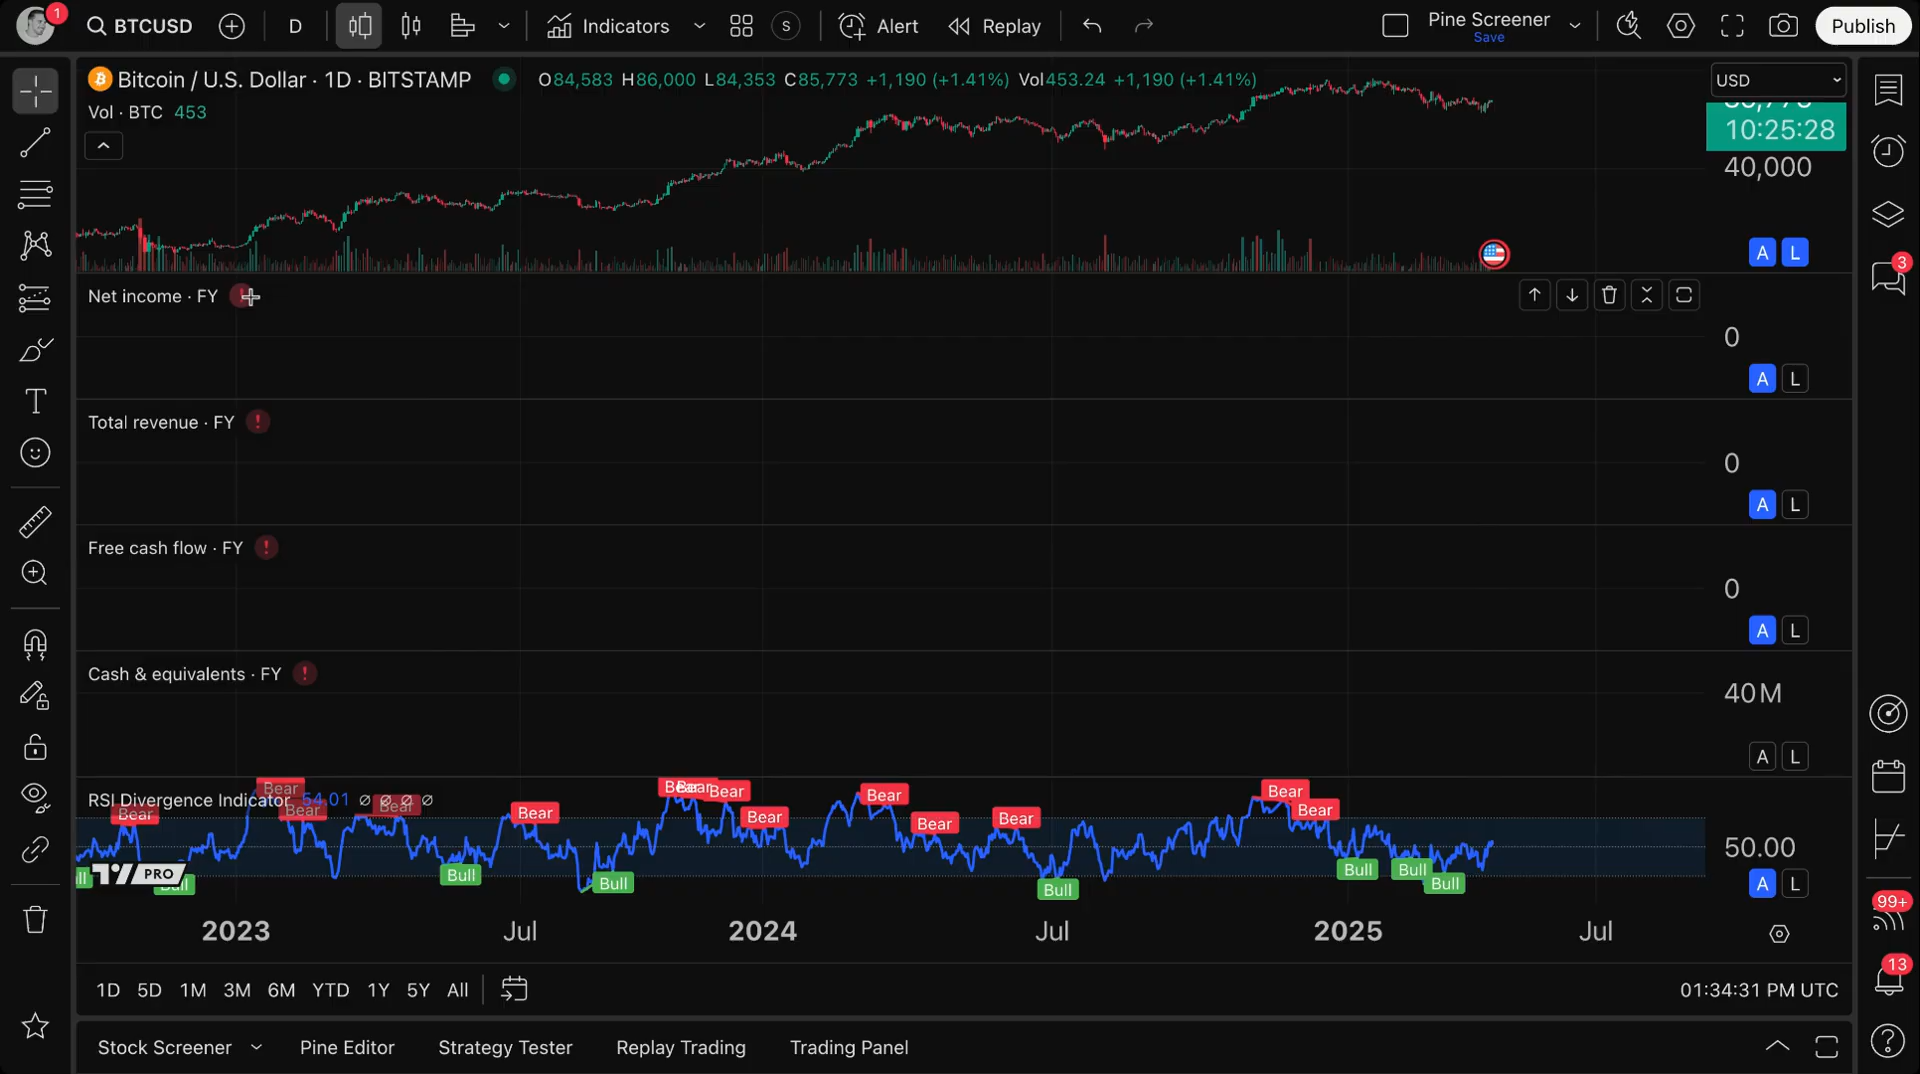 1
BTCUSD
D
Indicators
S
Alert
Replay
Pine Screener
Save
Publish
Bitcoin / U.S. Dollar · 1D · BITSTAMP
O84,583 H86,000 L84,353 C85,773 +1,190 (+1.41%) Vol453.24 +1,190 (+1.41%)
USD
Vol · BTC 453
10:25:28
40,000
A L
3
Net income · FY
0
A L
Total revenue · FY
0
A L
Free cash flow · FY
0
A L
Cash & equivalents · FY
40M
A L
RSI Divergence Indicator 54.01 ∅ ∅ ∅ ∅
Bear
Bear
Bear
Bear
Bear
Bear
Bear
Bear
Bear
Bear
Bear
Bear
Bear
Bear
50.00
Bull
Bull
Bull
Bull
Bull
Bull
Bull
PRO
A L
2023 Jul 2024 Jul 2025 Jul
99+
1D 5D 1M 3M 6M YTD 1Y 5Y All
01:34:31 PM UTC
13
Stock Screener Pine Editor Strategy Tester Replay Trading Trading Panel